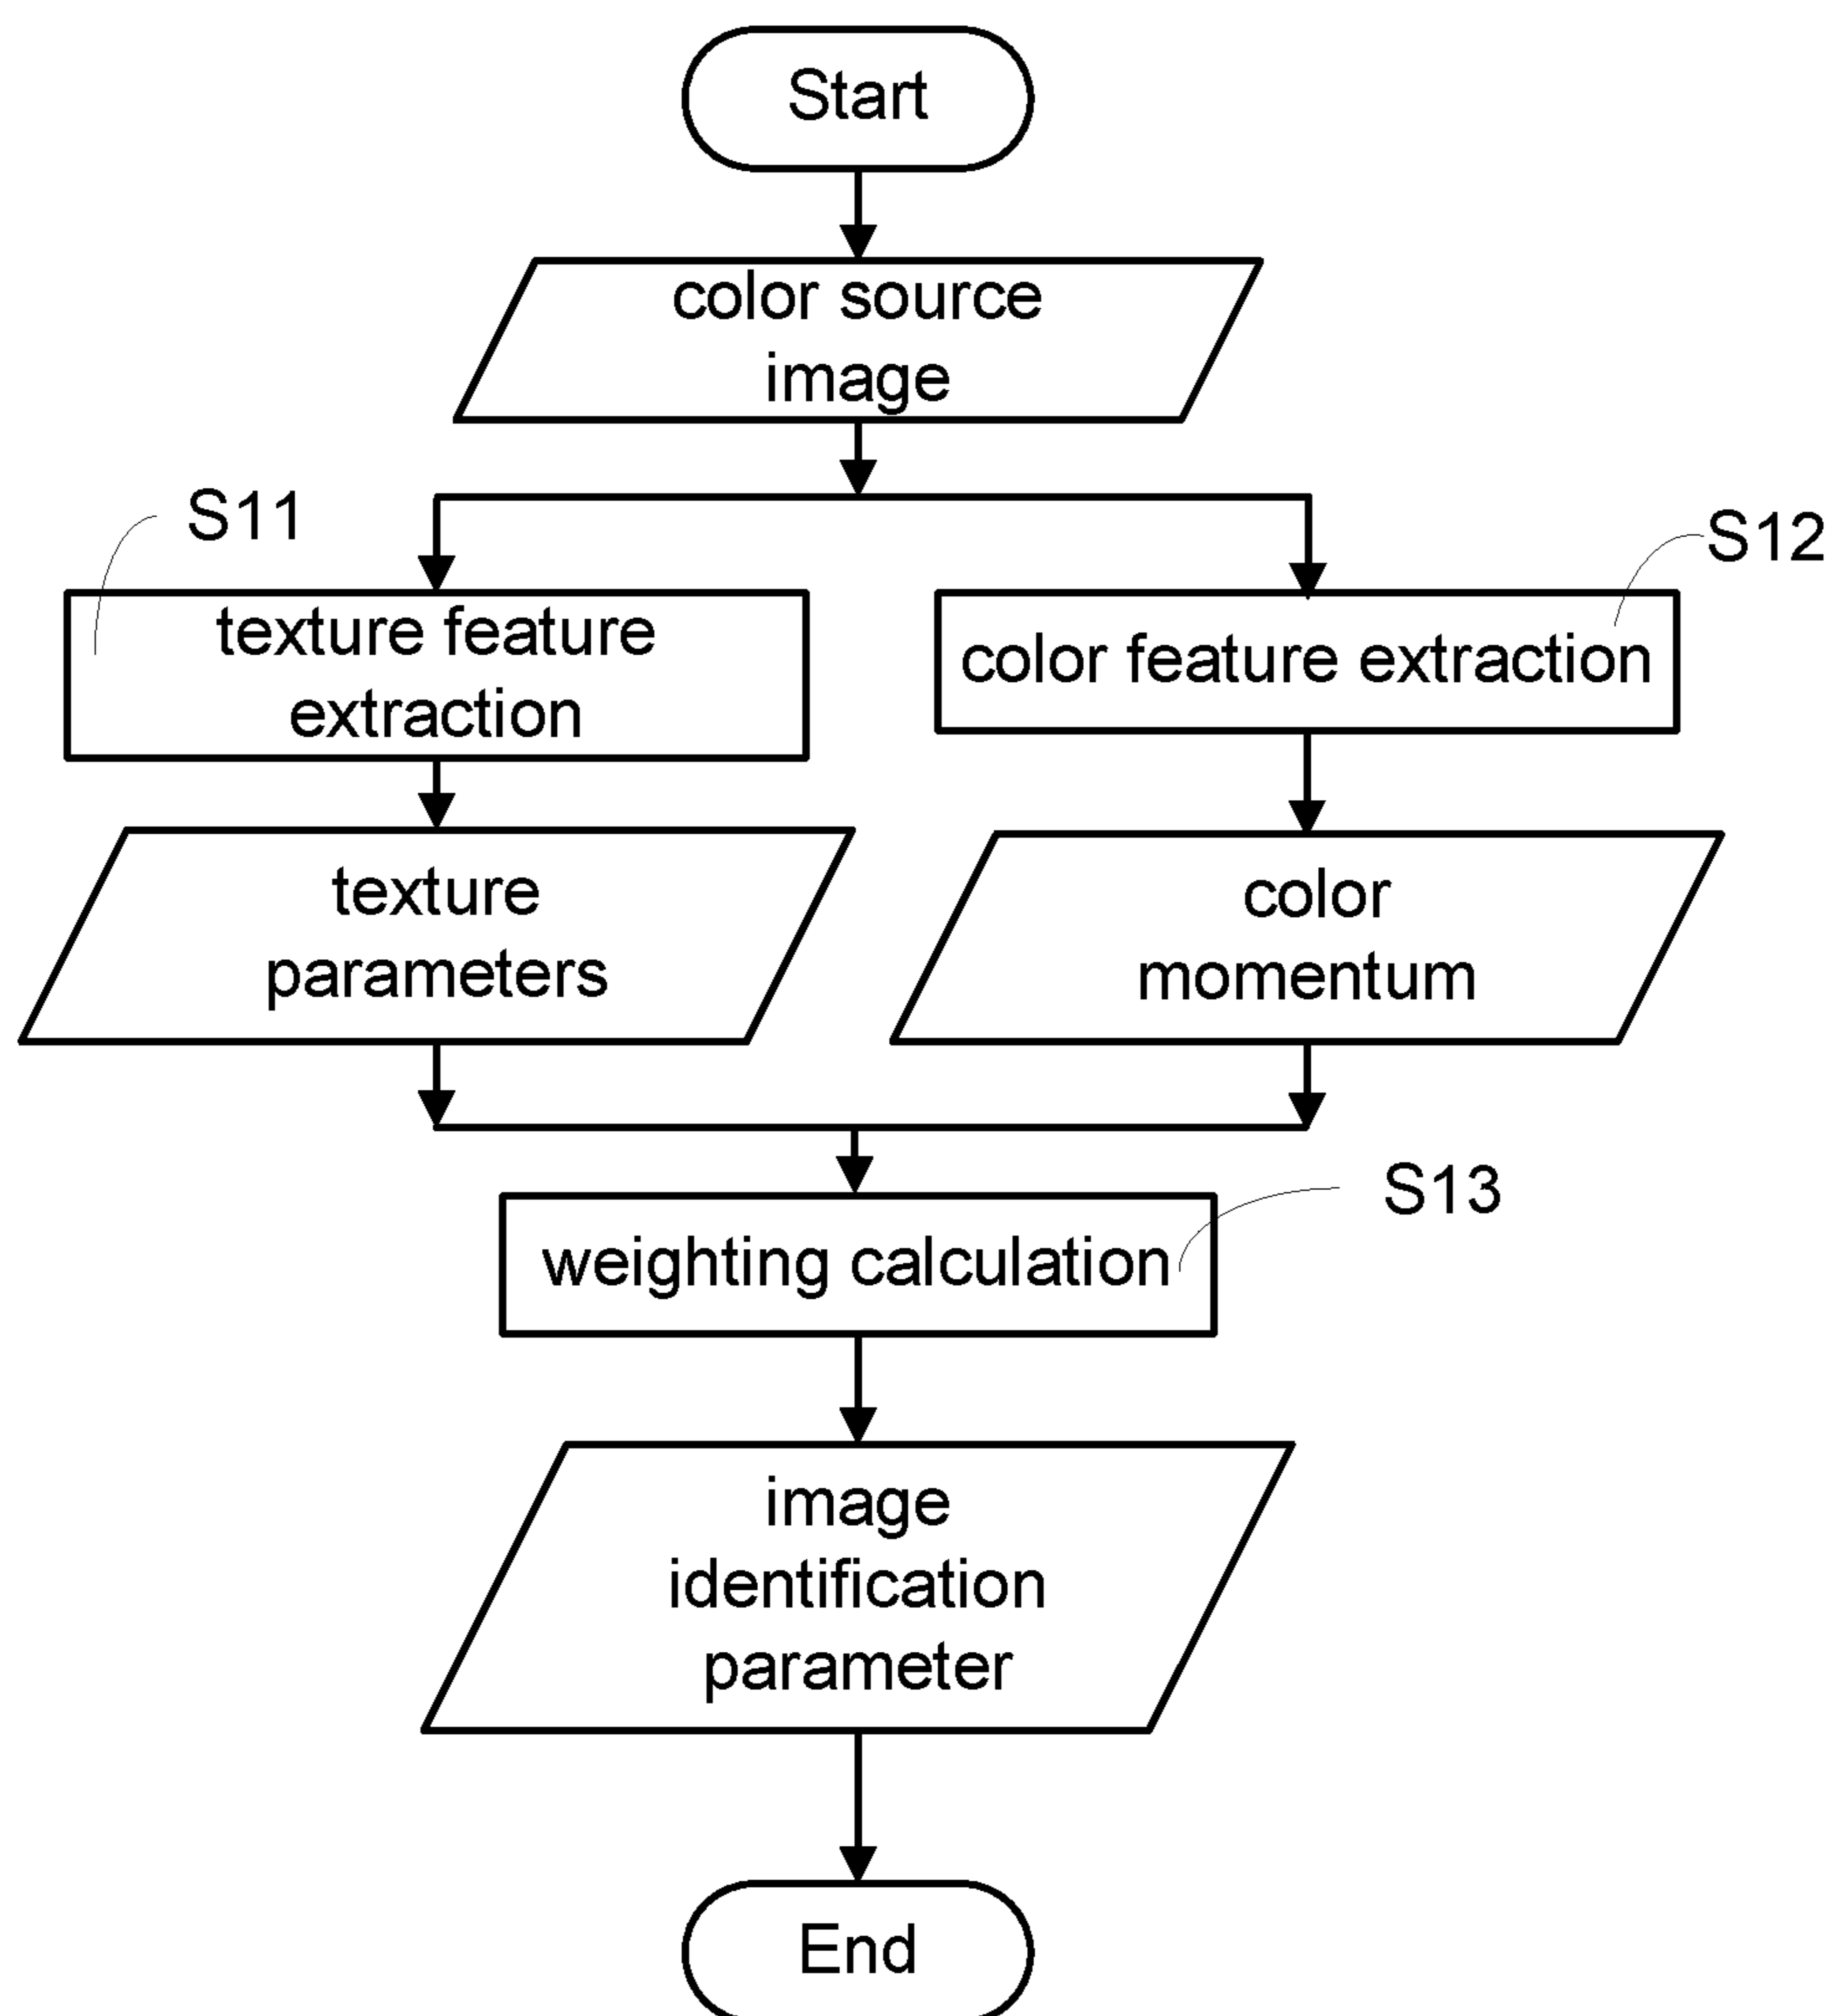 Start
color source
image
S11
S12
texture feature
extraction
color feature extraction
texture
parameters
color
momentum
S13
weighting calculation
image
identification
parameter
End